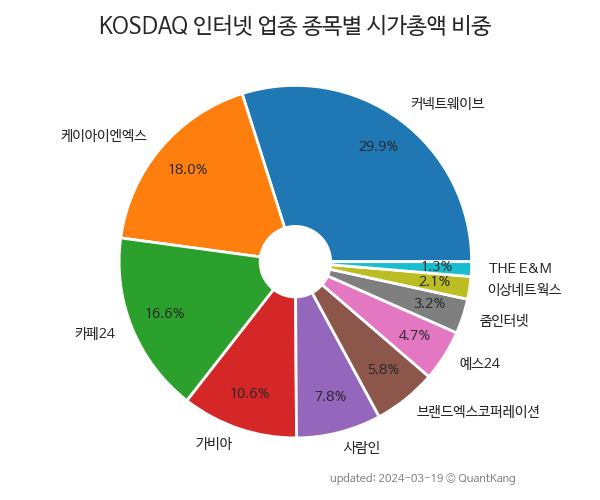 KOSDAQ 인터넷 업종 종목별 시가총액 비중
커넥트웨이브
29.9%
케이아이엔엑스
18.0%
카페24
16.6%
가비아
10.6%
사람인
7.8%
브랜드엑스코퍼레이션
5.8%
예스24
4.7%
줌인터넷
3.2%
이상네트웍스
2.1%
THE E&M
1.3%
updated: 2024-03-19 © QuantKang